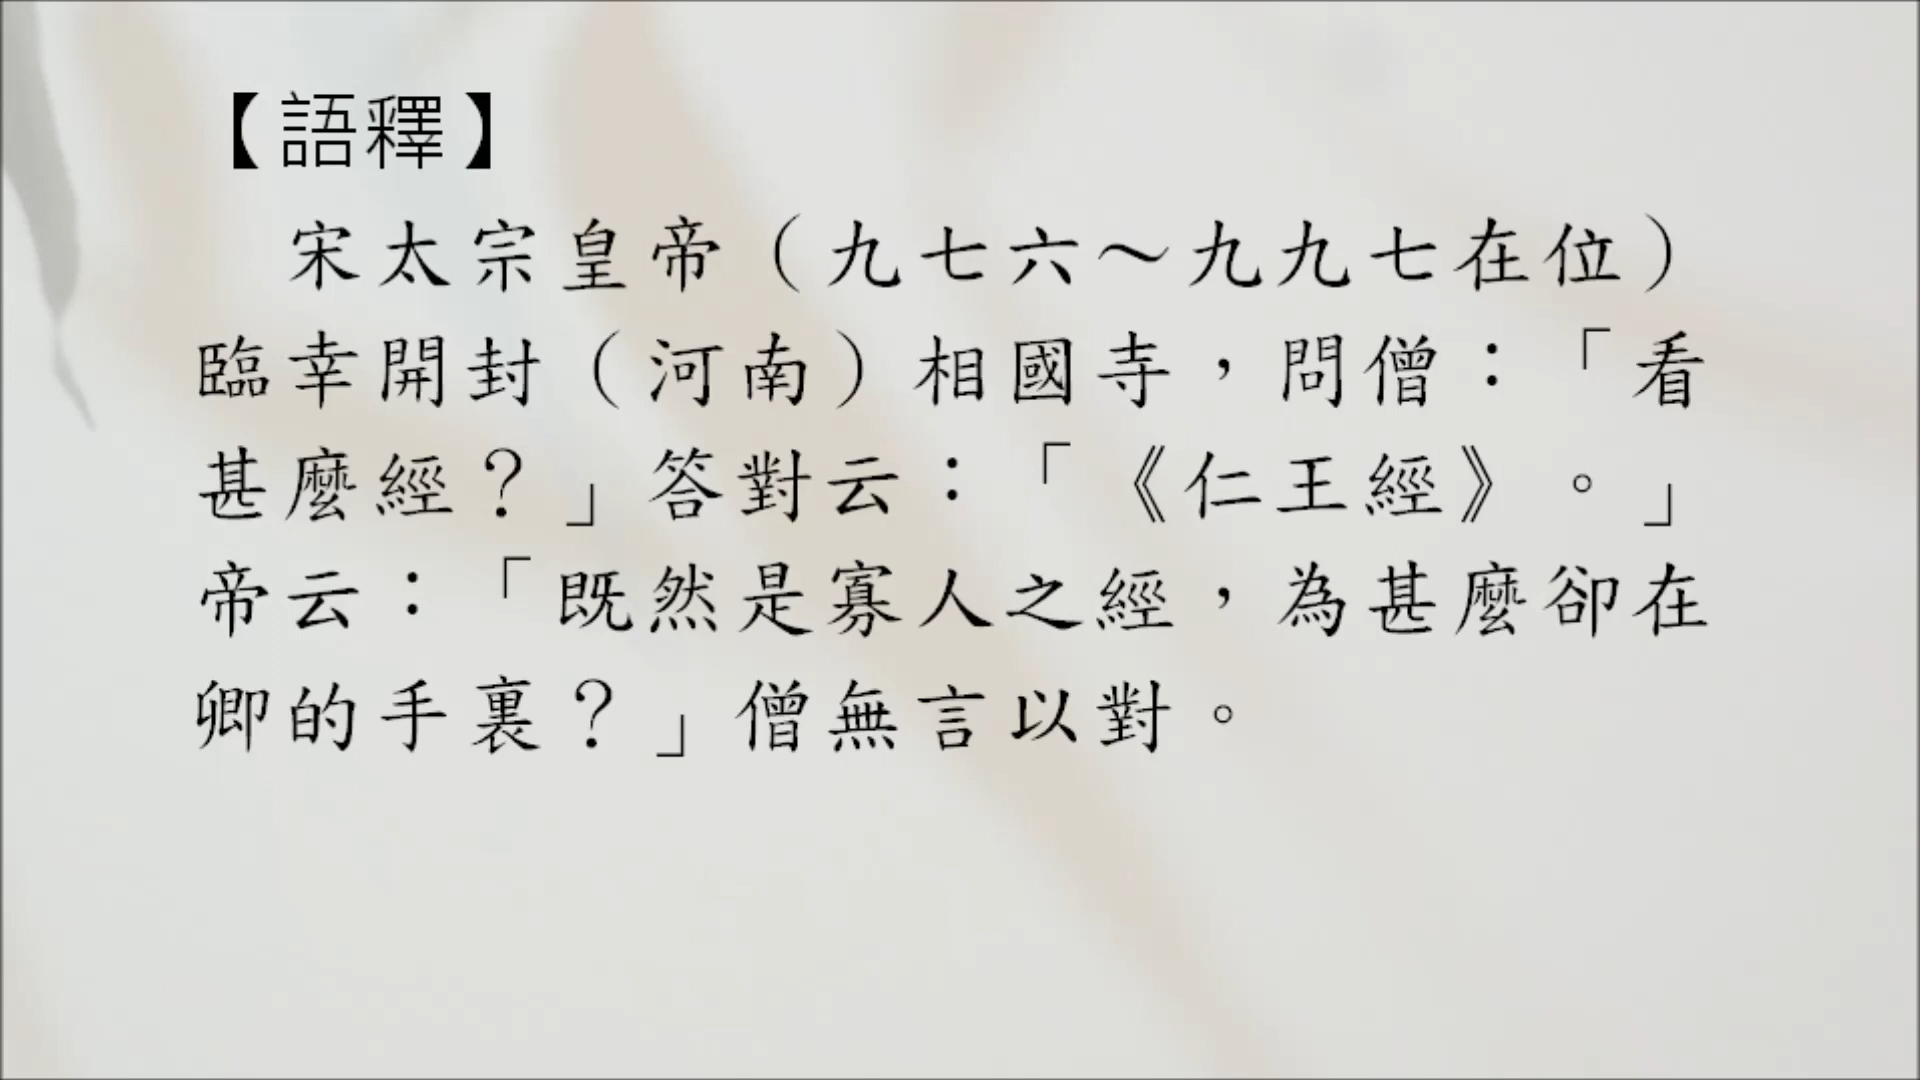 【語釋】
宋太宗皇帝（九七六～九九七在位）
臨幸開封（河南）相國寺，問僧：「看
甚麼經？」答對云：「《仁王經》。」
帝云：「既然是寡人之經，為甚麼卻在
卿的手裏？」僧無言以對。